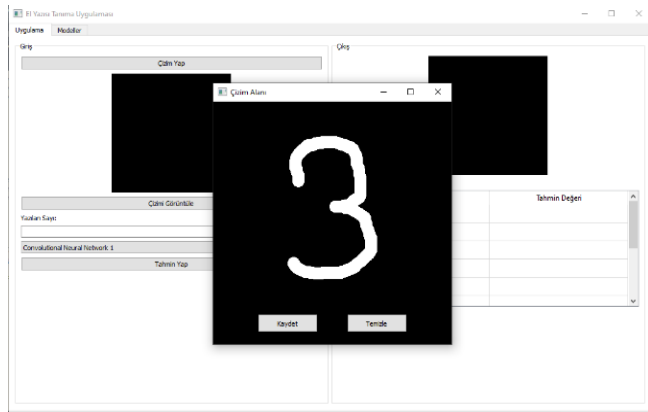 El Yazısı Tanıma Uygulaması
Uygulama Modeller
Giriş
Çıkış
Çizim Yap
Çizim Alanı
3
Çizimi Görüntüle
Tahmin Değeri
Yazılan Sayı:
Convolutional Neural Network 1
Tahmin Yap
Kaydet
Temizle